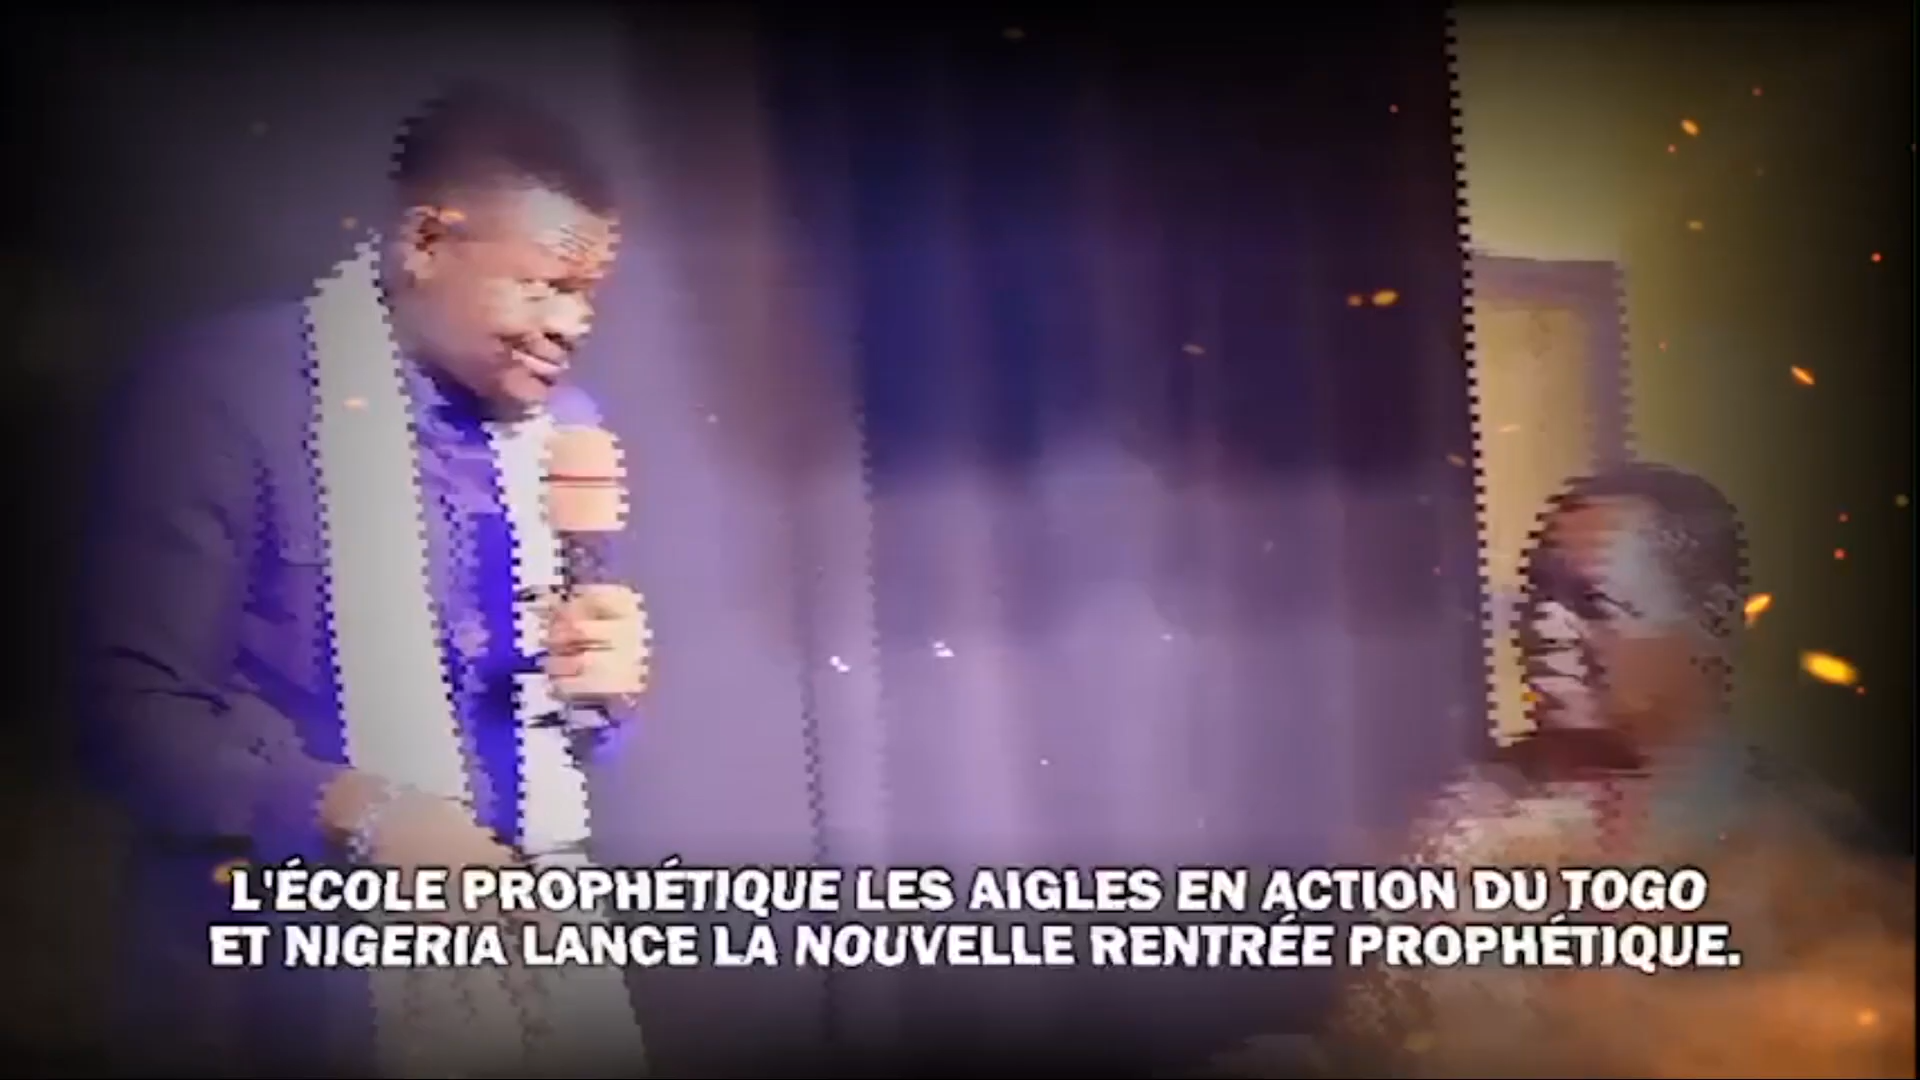 L'ÉCOLE PROPHÉTIQUE LES AIGLES EN ACTION DU TOGO
ET NIGERIA LANCE LA NOUVELLE RENTRÉE PROPHÉTIQUE.